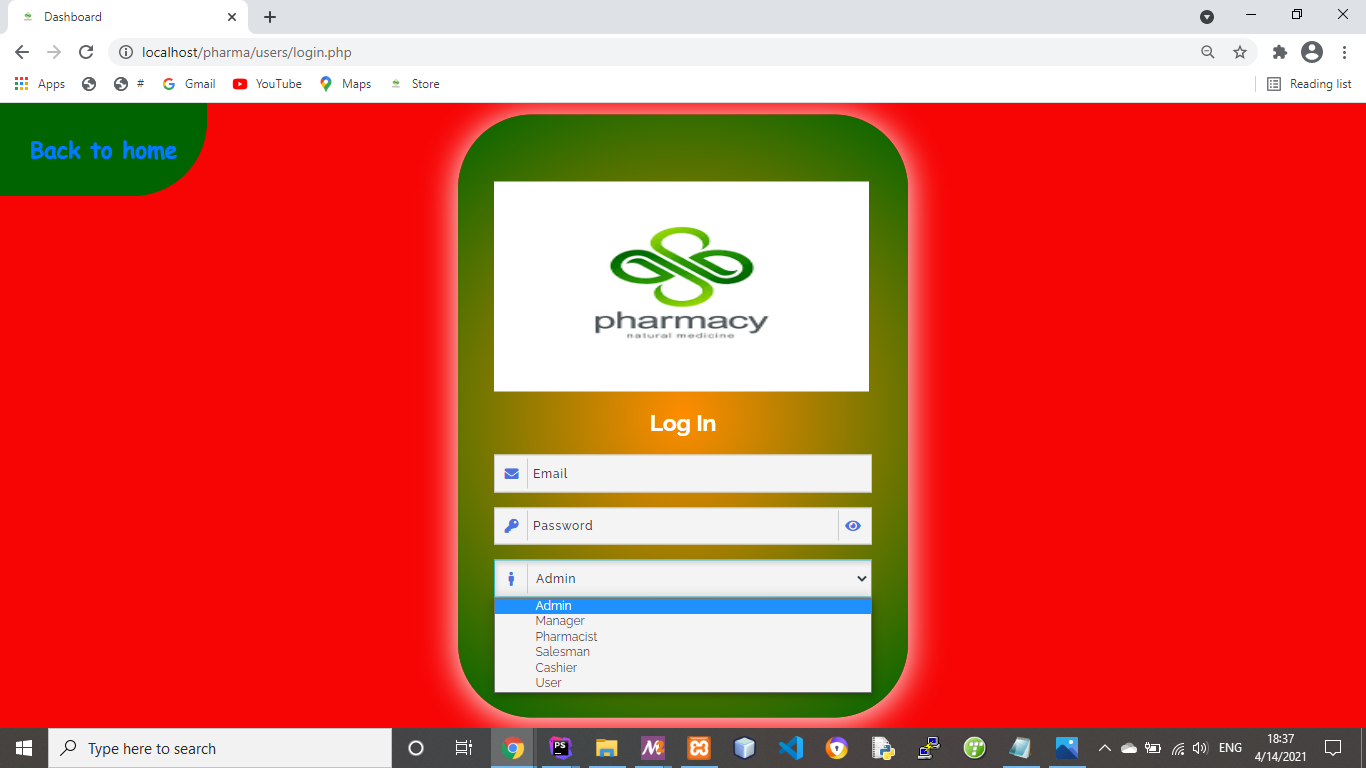 Dashboard
localhost/pharma/users/login.php
Apps # Gmail YouTube Maps Store Reading list
Back to home
pharmacy
natural medicine
Log In
Email
Password
Admin
Admin
Manager
Pharmacist
Salesman
Cashier
User
Type here to search
ENG
18:37
4/14/2021